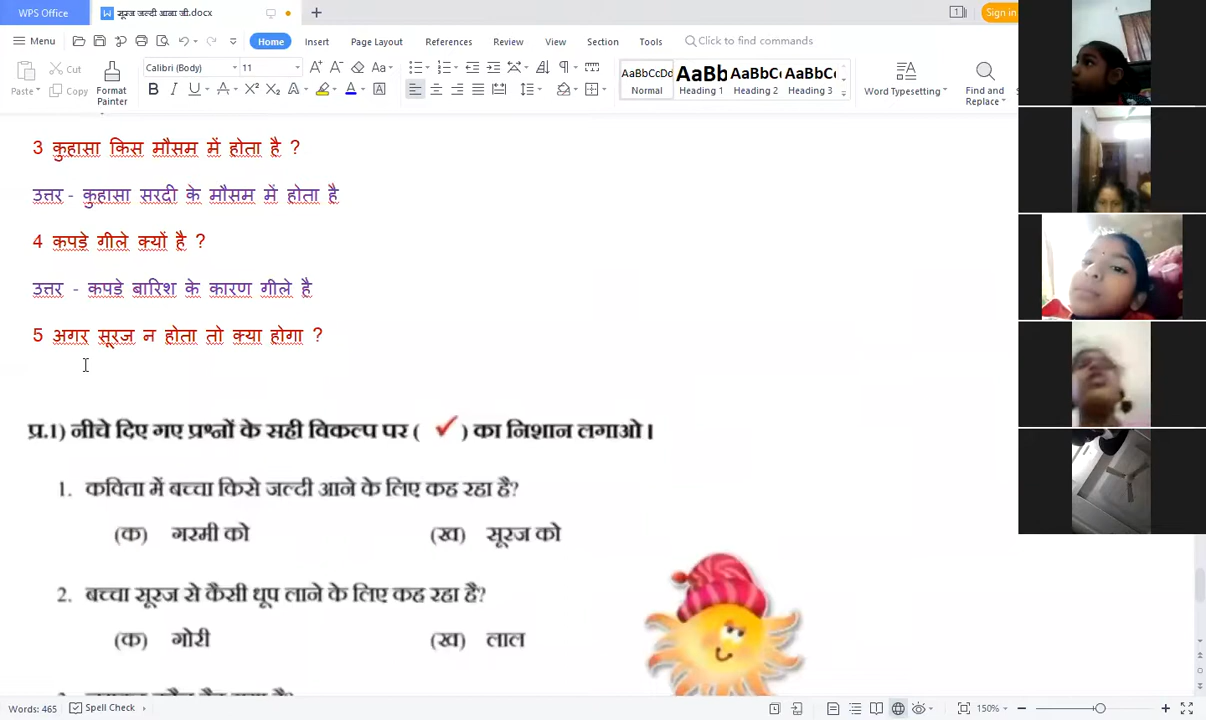 WPS Office
सूरज जल्दी आना जी.docx
Sign in
Menu
Home
Insert
Page Layout
References
Review
View
Section
Tools
Click to find commands
Paste
Cut
Copy
Format Painter
Calibri (Body)
11
AaBbCcDd
Normal
AaBb
Heading 1
AaBbC
Heading 2
AaBbC
Heading 3
Word Typesetting
Find and Replace
3 कुहासा किस मौसम में होता है ?
उत्तर - कुहासा सरदी के मौसम में होता है
4 कपड़े गीले क्यों है ?
उत्तर - कपडे बारिश के कारण गीले है
5 अगर सूरज न होता तो क्या होगा ?
प्र.1) नीचे दिए गए प्रश्नों के सही विकल्प पर ( ✓ ) का निशान लगाओ।
1. कविता में बच्चा किसे जल्दी आने के लिए कह रहा है?
(क) गरमी को (ख) सूरज को
2. बच्चा सूरज से कैसी धूप लाने के लिए कह रहा है?
(क) गोरी (ख) लाल
Words: 465
Spell Check
150%